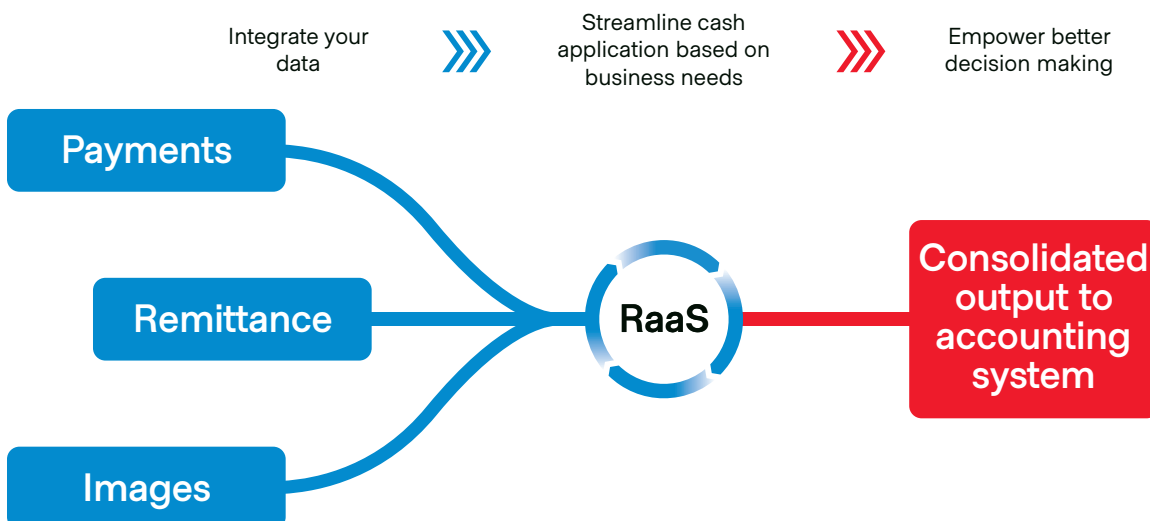 Integrate your
data
Streamline cash
application based on
business needs
Empower better
decision making
Payments
Remittance
Images
RaaS
Consolidated
output to
accounting
system